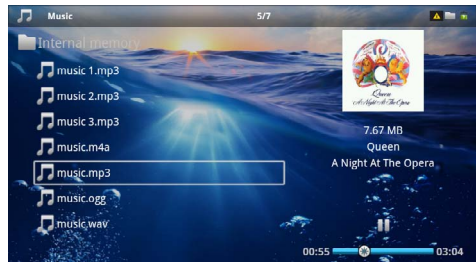 Music 5/7
Internal memory
music 1.mp3
music 2.mp3
music 3.mp3
music.m4a
music.mp3
music.ogg
music.wav
Queen
A Night At The Opera
7.67 MB
Queen
A Night At The Opera
00:55 03:04